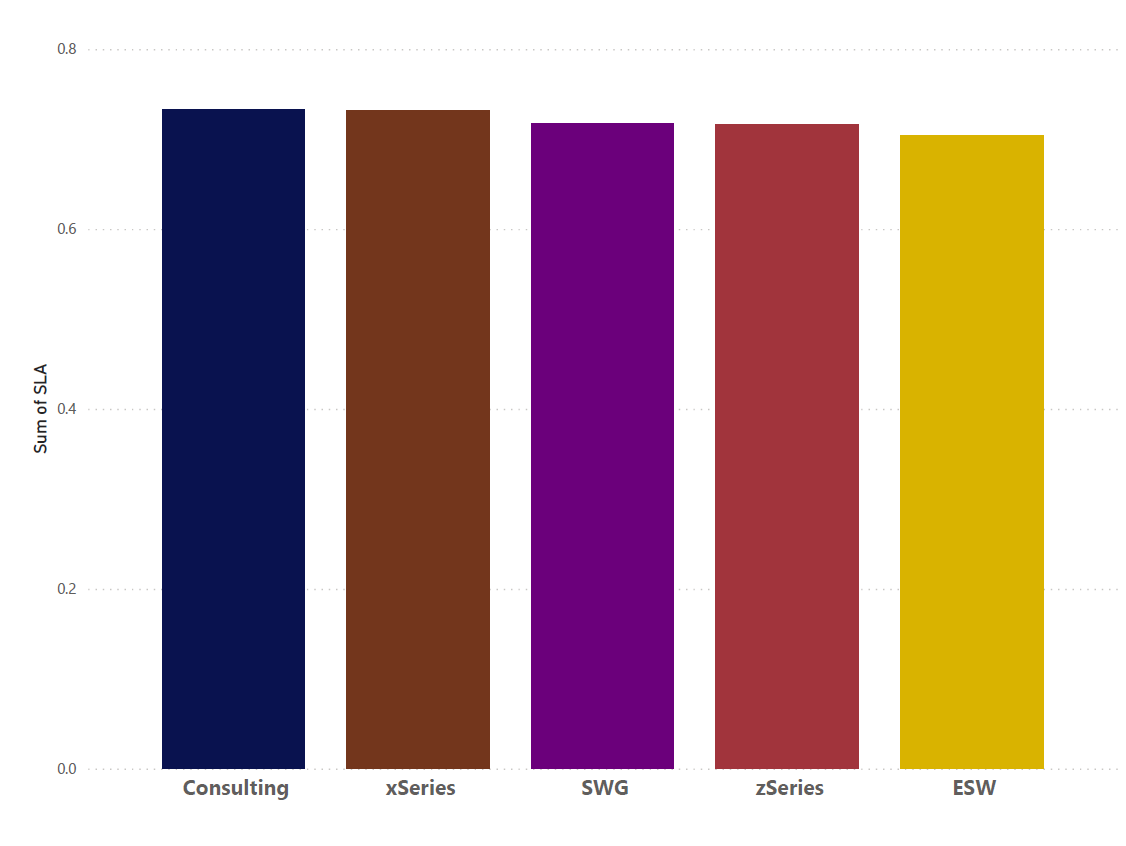 0.8
0.6
0.4
0.2
0.0
Sum of SLA
Consulting
xSeries
SWG
zSeries
ESW